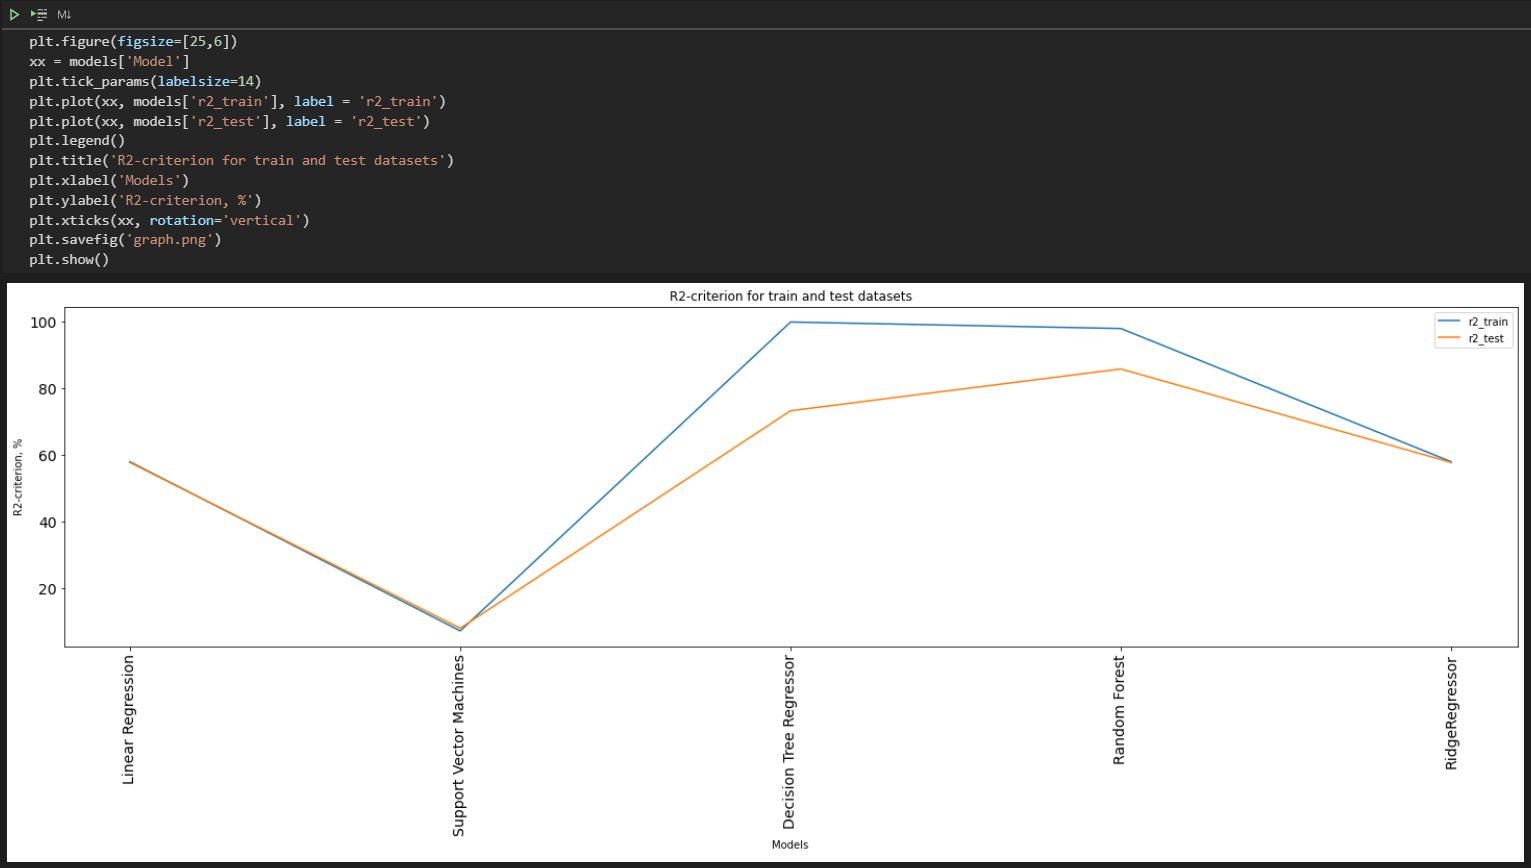 M↓
plt.figure(figsize=[25,6])
xx = models['Model']
plt.tick_params(labelsize=14)
plt.plot(xx, models['r2_train'], label = 'r2_train')
plt.plot(xx, models['r2_test'], label = 'r2_test')
plt.legend()
plt.title('R2-criterion for train and test datasets')
plt.xlabel('Models')
plt.ylabel('R2-criterion, %')
plt.xticks(xx, rotation='vertical')
plt.savefig('graph.png')
plt.show()
R2-criterion for train and test datasets
r2_train
r2_test
100
80
60
40
20
R2-criterion, %
Linear Regression
Support Vector Machines
Decision Tree Regressor
Random Forest
RidgeRegressor
Models